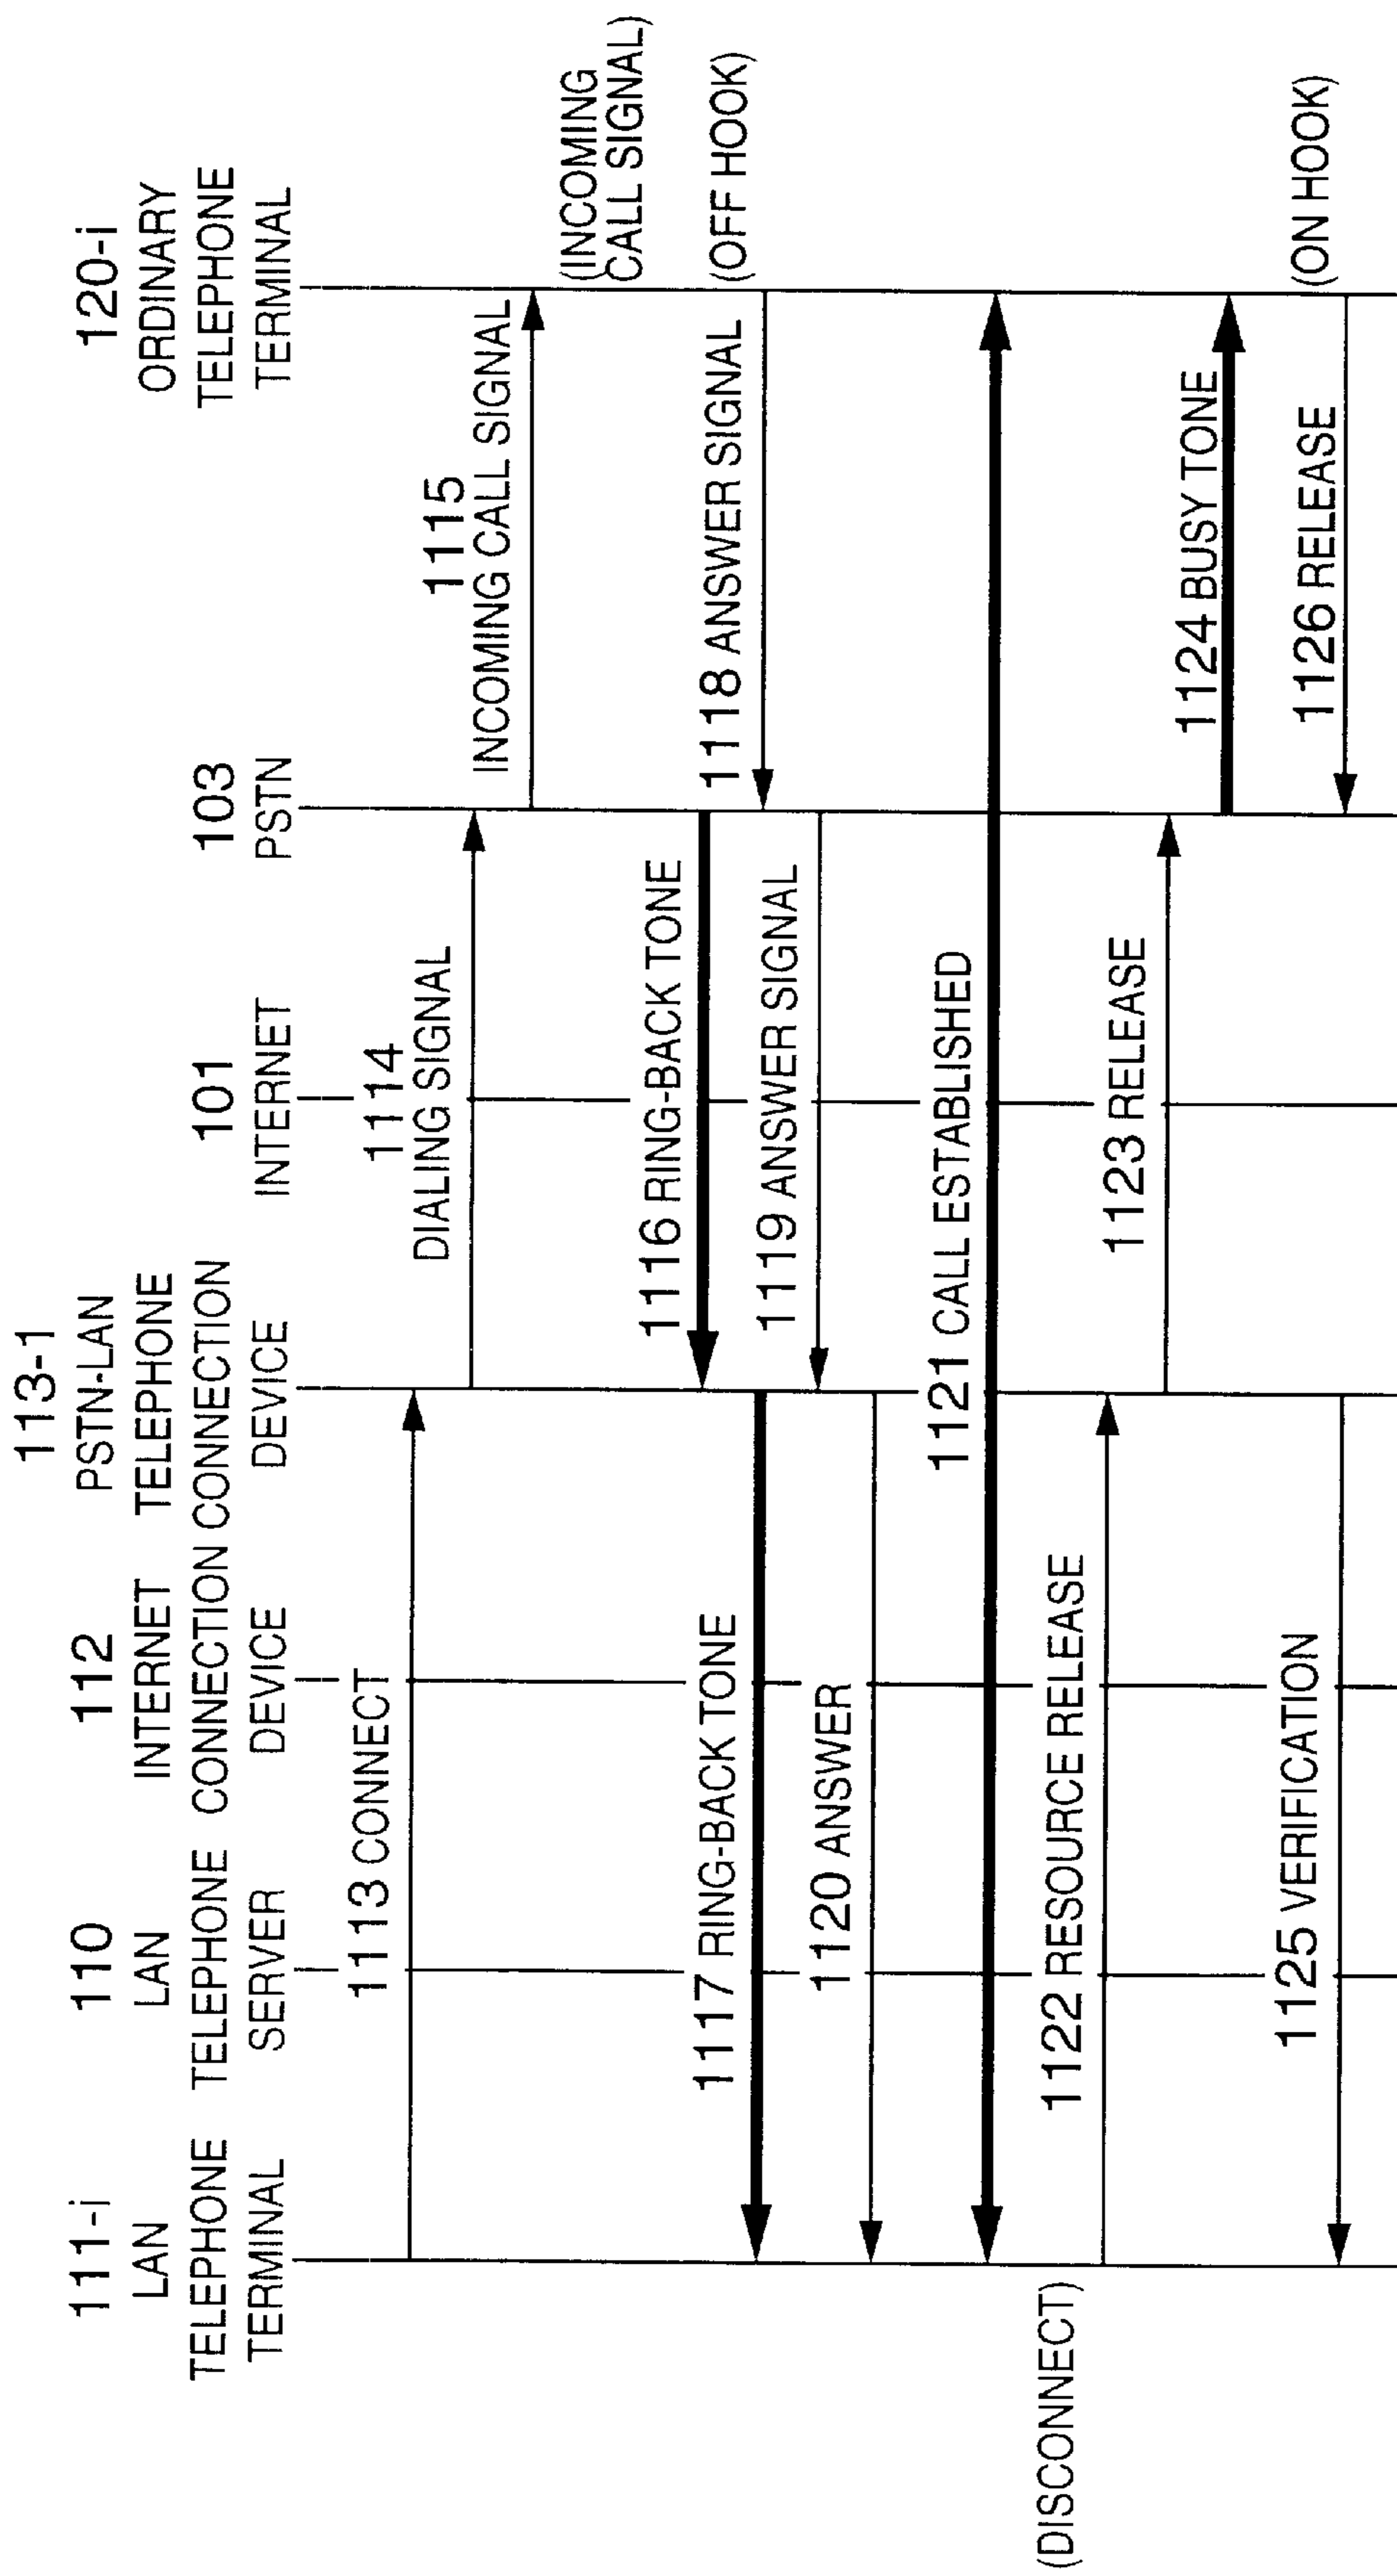 111-i
LAN
TELEPHONE
TERMINAL
110
LAN
TELEPHONE
SERVER
112
INTERNET
CONNECTION
DEVICE
113-1
PSTN-LAN
TELEPHONE
CONNECTION
DEVICE
101
INTERNET
103
PSTN
120-i
ORDINARY
TELEPHONE
TERMINAL
1113 CONNECT
1114
DIALING SIGNAL
1115
INCOMING CALL SIGNAL
(INCOMING
CALL SIGNAL)
1116 RING-BACK TONE
1117 RING-BACK TONE
(OFF HOOK)
1118 ANSWER SIGNAL
1119 ANSWER SIGNAL
1120 ANSWER
1121 CALL ESTABLISHED
(DISCONNECT)
1122 RESOURCE RELEASE
1123 RELEASE
1124 BUSY TONE
1125 VERIFICATION
(ON HOOK)
1126 RELEASE